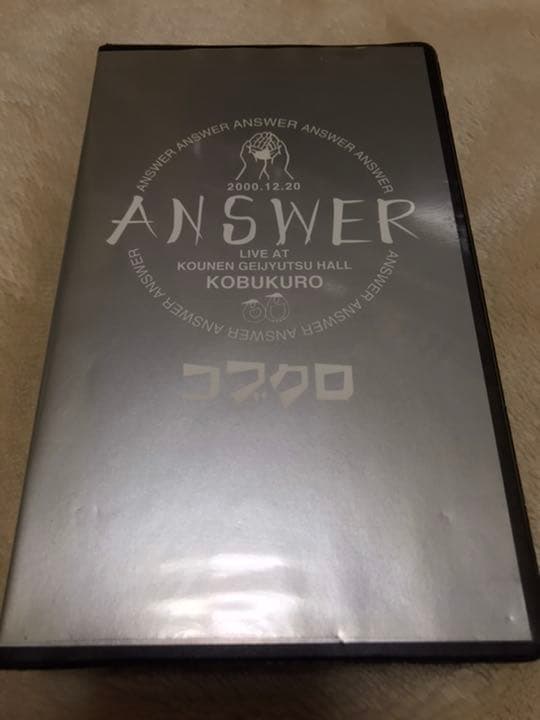 ANSWER ANSWER ANSWER ANSWER ANSWER
2000.12.20
ANSWER
LIVE AT
KOUNEN GEIJYUTSU HALL
KOBUKURO
ANSWER ANSWER ANSWER ANSWER ANSWER
コブクロ